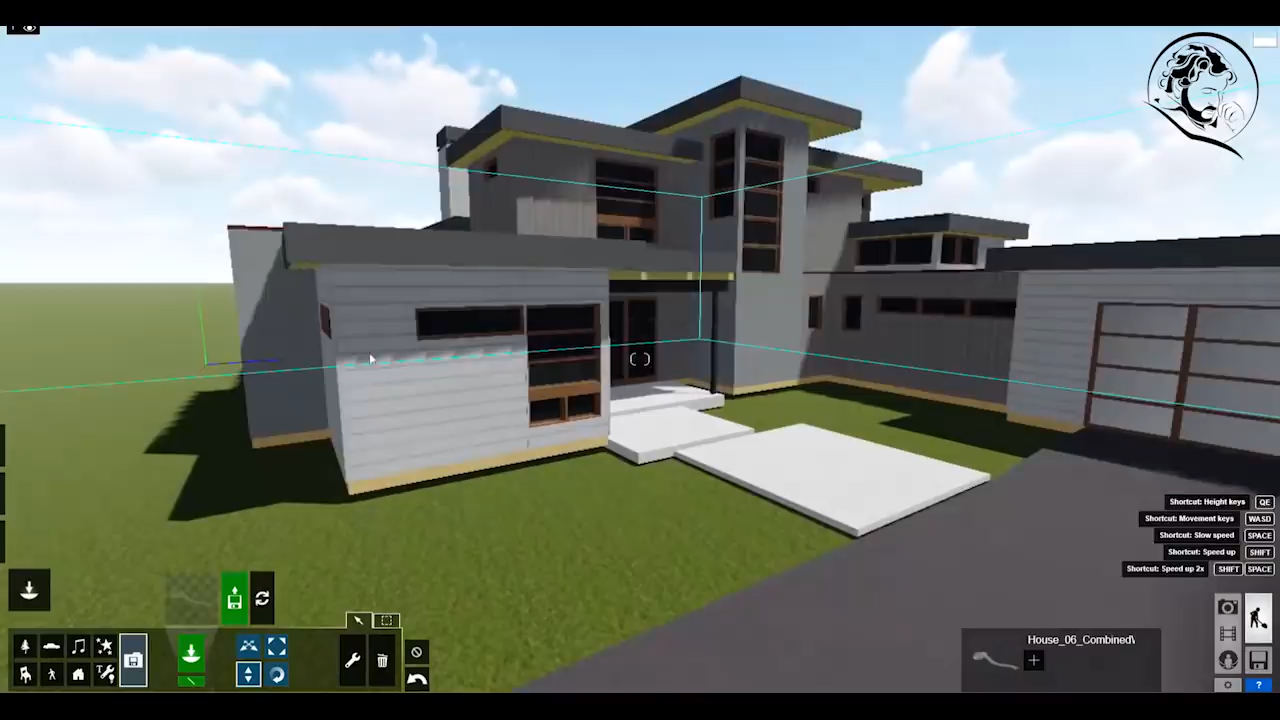 Shortcut: Height keys QE
Shortcut: Movement keys WASD
Shortcut: Slow speed SPACE
Shortcut: Speed up SHIFT
Shortcut: Speed up 2x SHIFT SPACE
House_06_Combined\
+
?